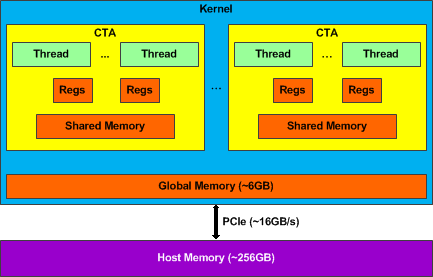 Kernel
CTA
CTA
Thread ... Thread
Thread ... Thread
Regs Regs
...
Regs Regs
Shared Memory
Shared Memory
Global Memory (~6GB)
PCIe (~16GB/s)
Host Memory (~256GB)